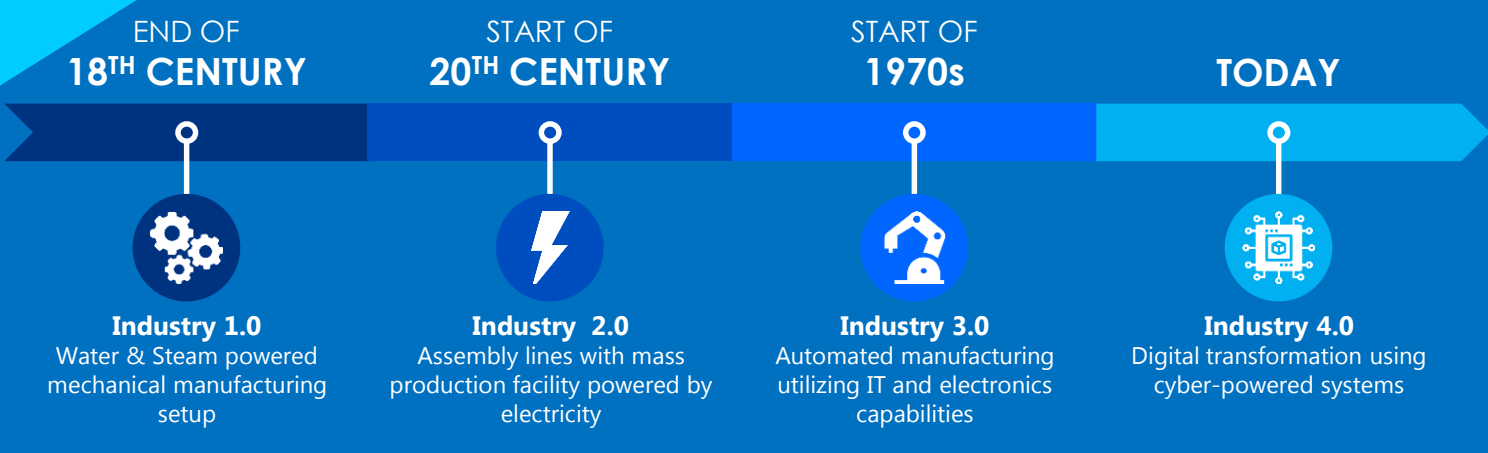 END OF
18TH CENTURY
START OF
20TH CENTURY
START OF
1970s
TODAY
Industry 1.0
Water & Steam powered
mechanical manufacturing
setup
Industry  2.0
Assembly lines with mass
production facility powered by
electricity
Industry 3.0
Automated manufacturing
utilizing IT and electronics
capabilities
Industry 4.0
Digital transformation using
cyber-powered systems